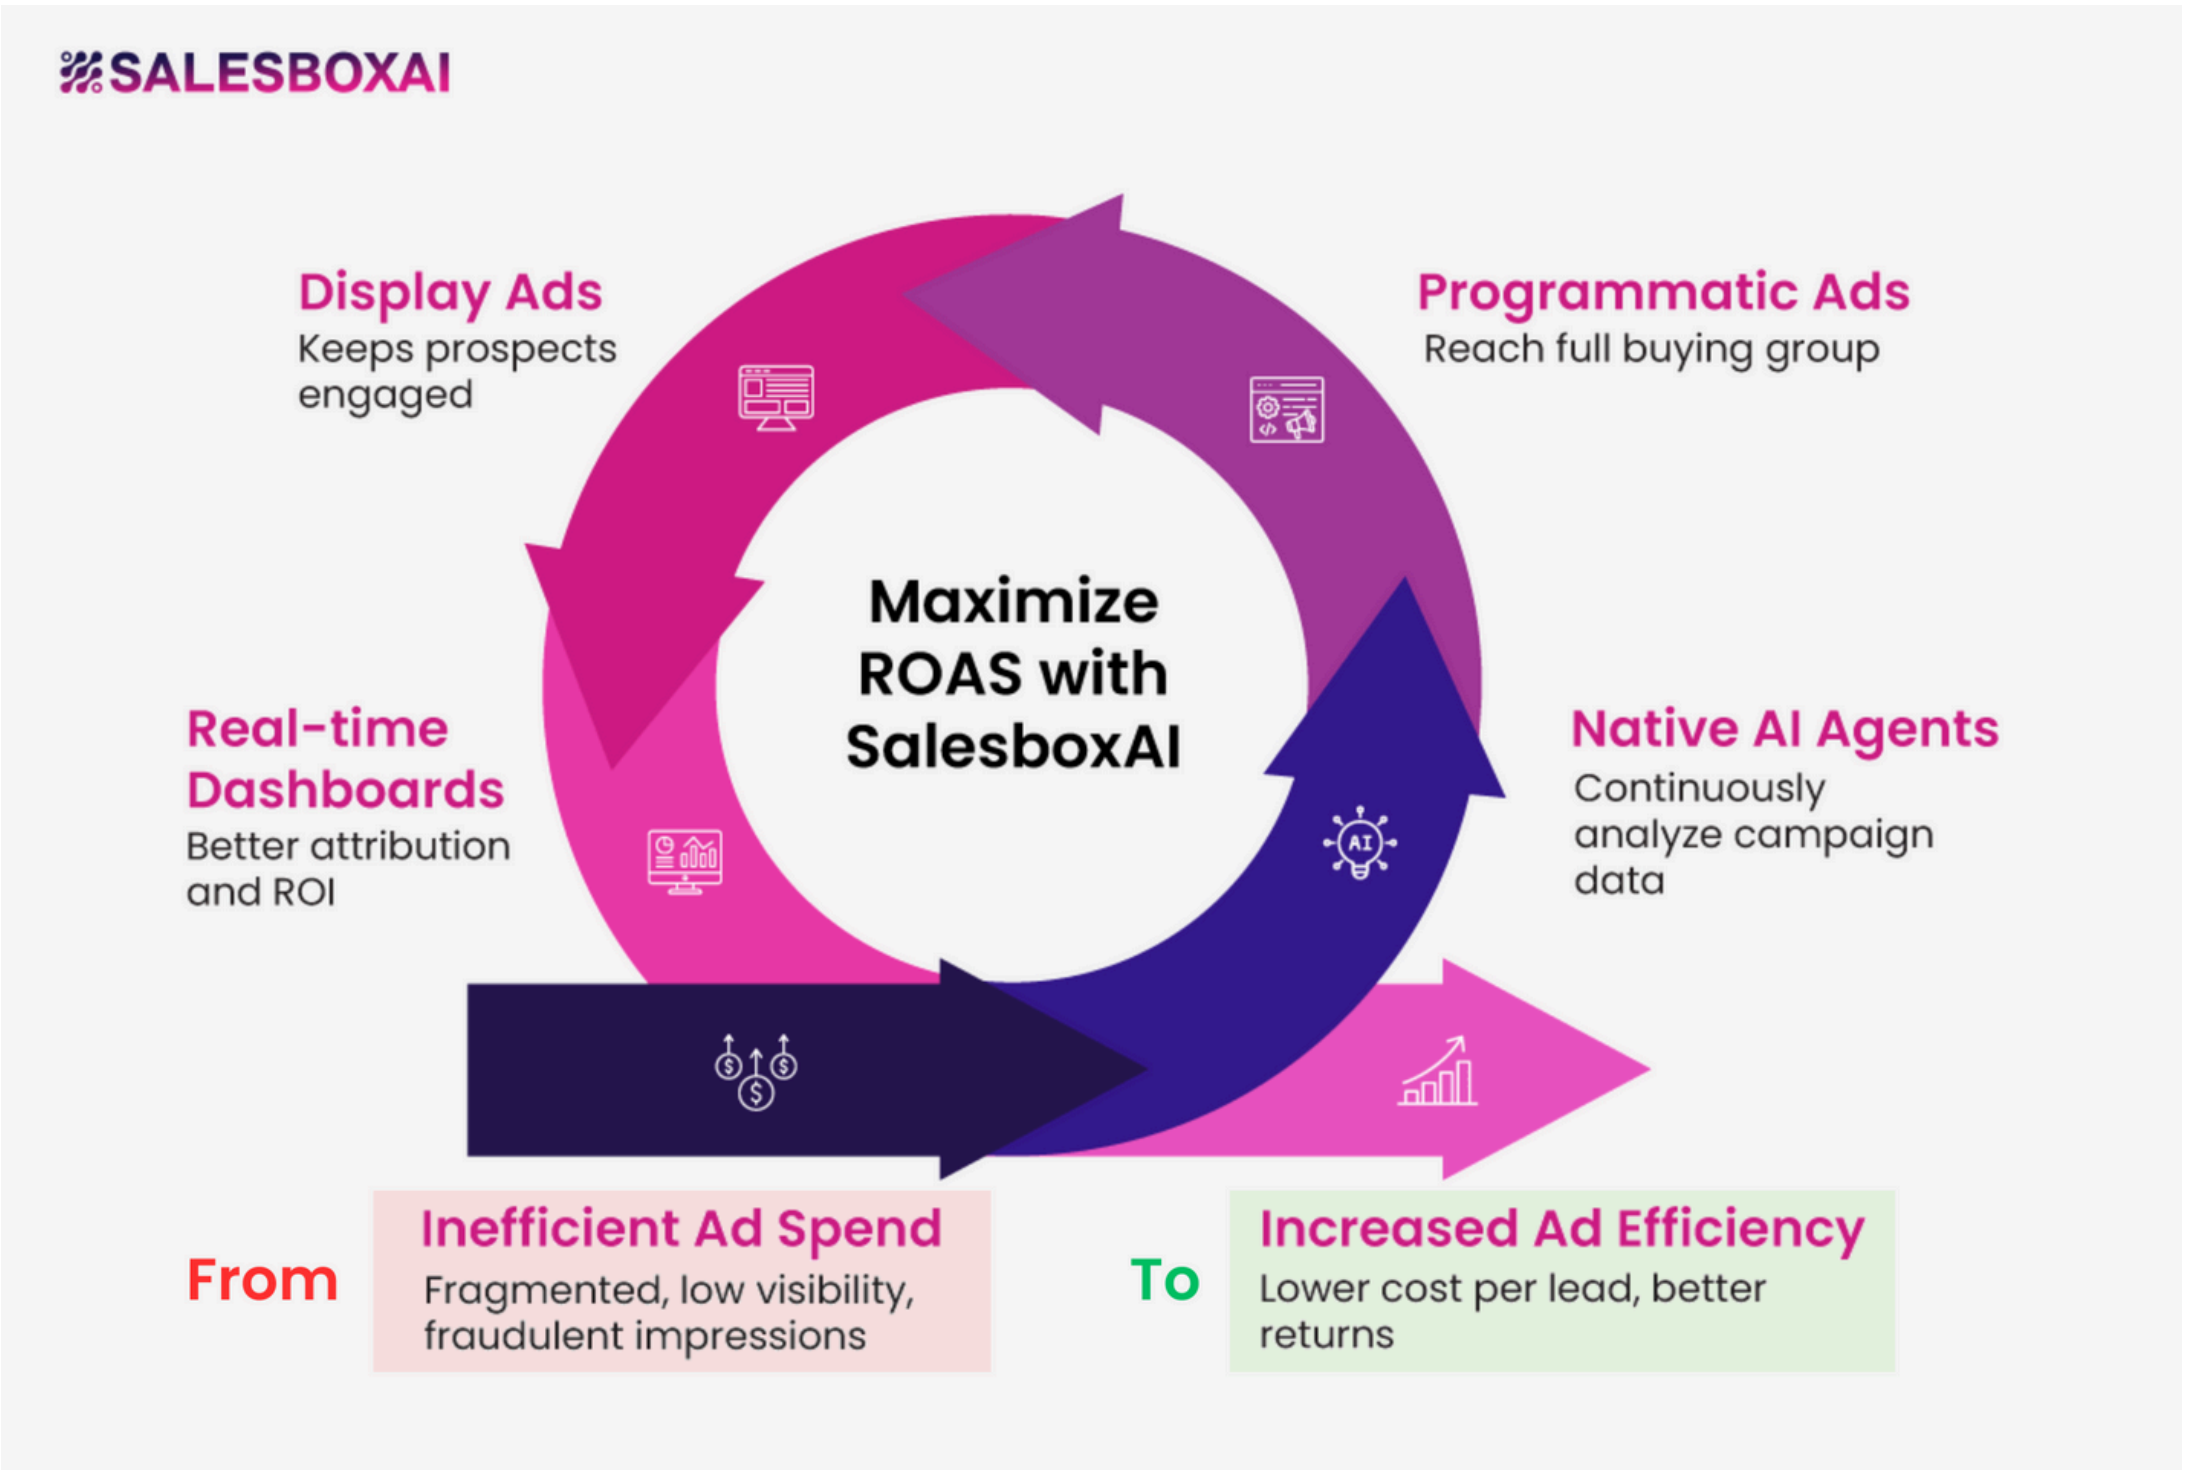 SALESBOXAI
Display Ads
Keeps prospects
engaged
Programmatic Ads
Reach full buying group
Maximize
ROAS with
SalesboxAI
Real-time
Dashboards
Better attribution
and ROI
Native AI Agents
Continuously
analyze campaign
data
AI
$ $
$
From
Inefficient Ad Spend
Fragmented, low visibility,
fraudulent impressions
To
Increased Ad Efficiency
Lower cost per lead, better
returns